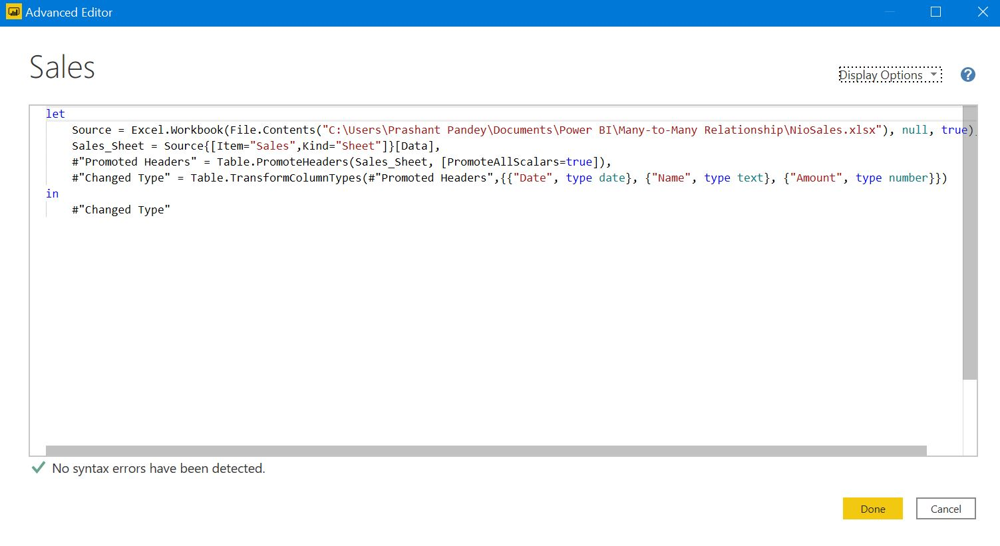 Advanced Editor
Sales
Display Options
?
let
    Source = Excel.Workbook(File.Contents("C:\Users\Prashant Pandey\Documents\Power BI\Many-to-Many Relationship\NioSales.xlsx"), null, true),
    Sales_Sheet = Source{[Item="Sales",Kind="Sheet"]}[Data],
    #"Promoted Headers" = Table.PromoteHeaders(Sales_Sheet, [PromoteAllScalars=true]),
    #"Changed Type" = Table.TransformColumnTypes(#"Promoted Headers",{{"Date", type date}, {"Name", type text}, {"Amount", type number}})
in
    #"Changed Type"
No syntax errors have been detected.
Done
Cancel